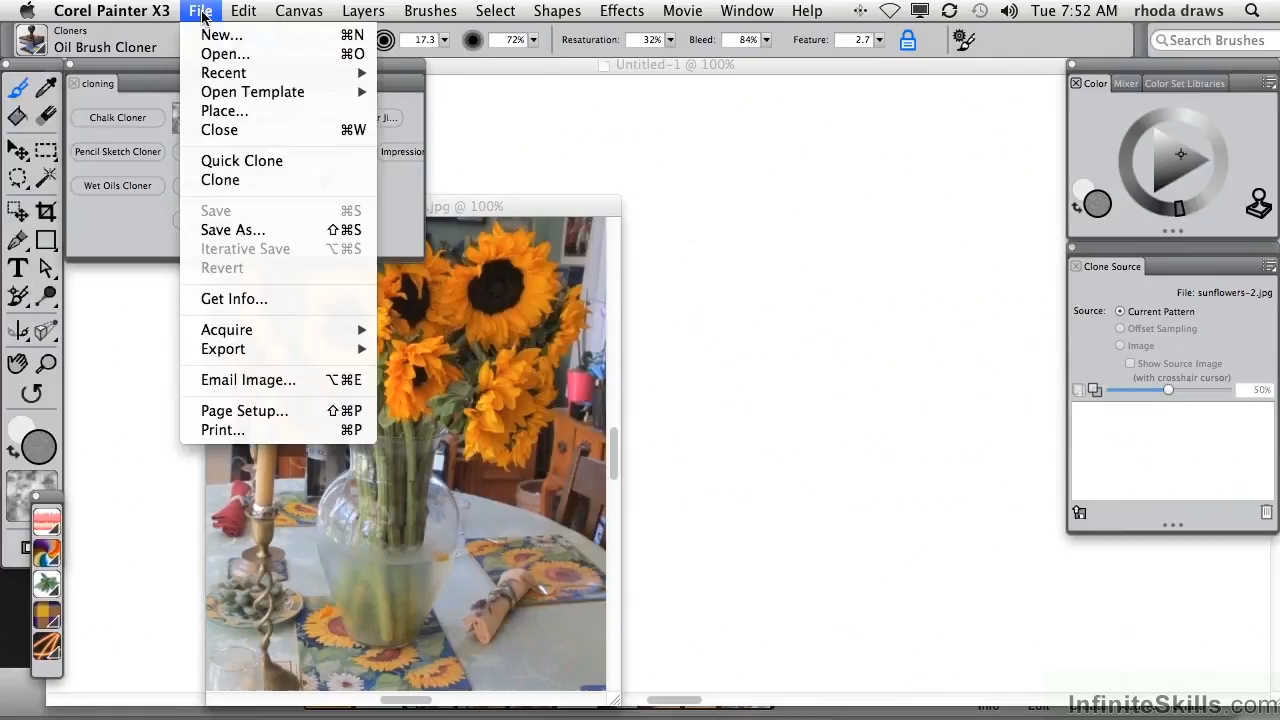 Corel Painter X3 File Edit Canvas Layers Brushes Select Shapes Effects Movie Window Help Tue 7:52 AM rhoda draws
Cloners
Oil Brush Cloner
17.3 72% Resaturation: 32% Bleed: 84% Feature: 2.7 Search Brushes
Untitled-1 @ 100%
cloning
Chalk Cloner
r Ji...
Pencil Sketch Cloner
Impression
Wet Oils Cloner
New... ⌘N
Open... ⌘O
Recent
Open Template
Place...
Close ⌘W
Quick Clone
Clone
Save ⌘S
Save As... ⇧⌘S
Iterative Save ⌥⌘S
Revert
Get Info...
Acquire
Export
Email Image... ⌥⌘E
Page Setup... ⇧⌘P
Print... ⌘P
.jpg @ 100%
Color Mixer Color Set Libraries
Clone Source
File: sunflowers-2.jpg
Source: Current Pattern
Offset Sampling
Image
Show Source Image
(with crosshair cursor)
50%
T
InfiniteSkills.com